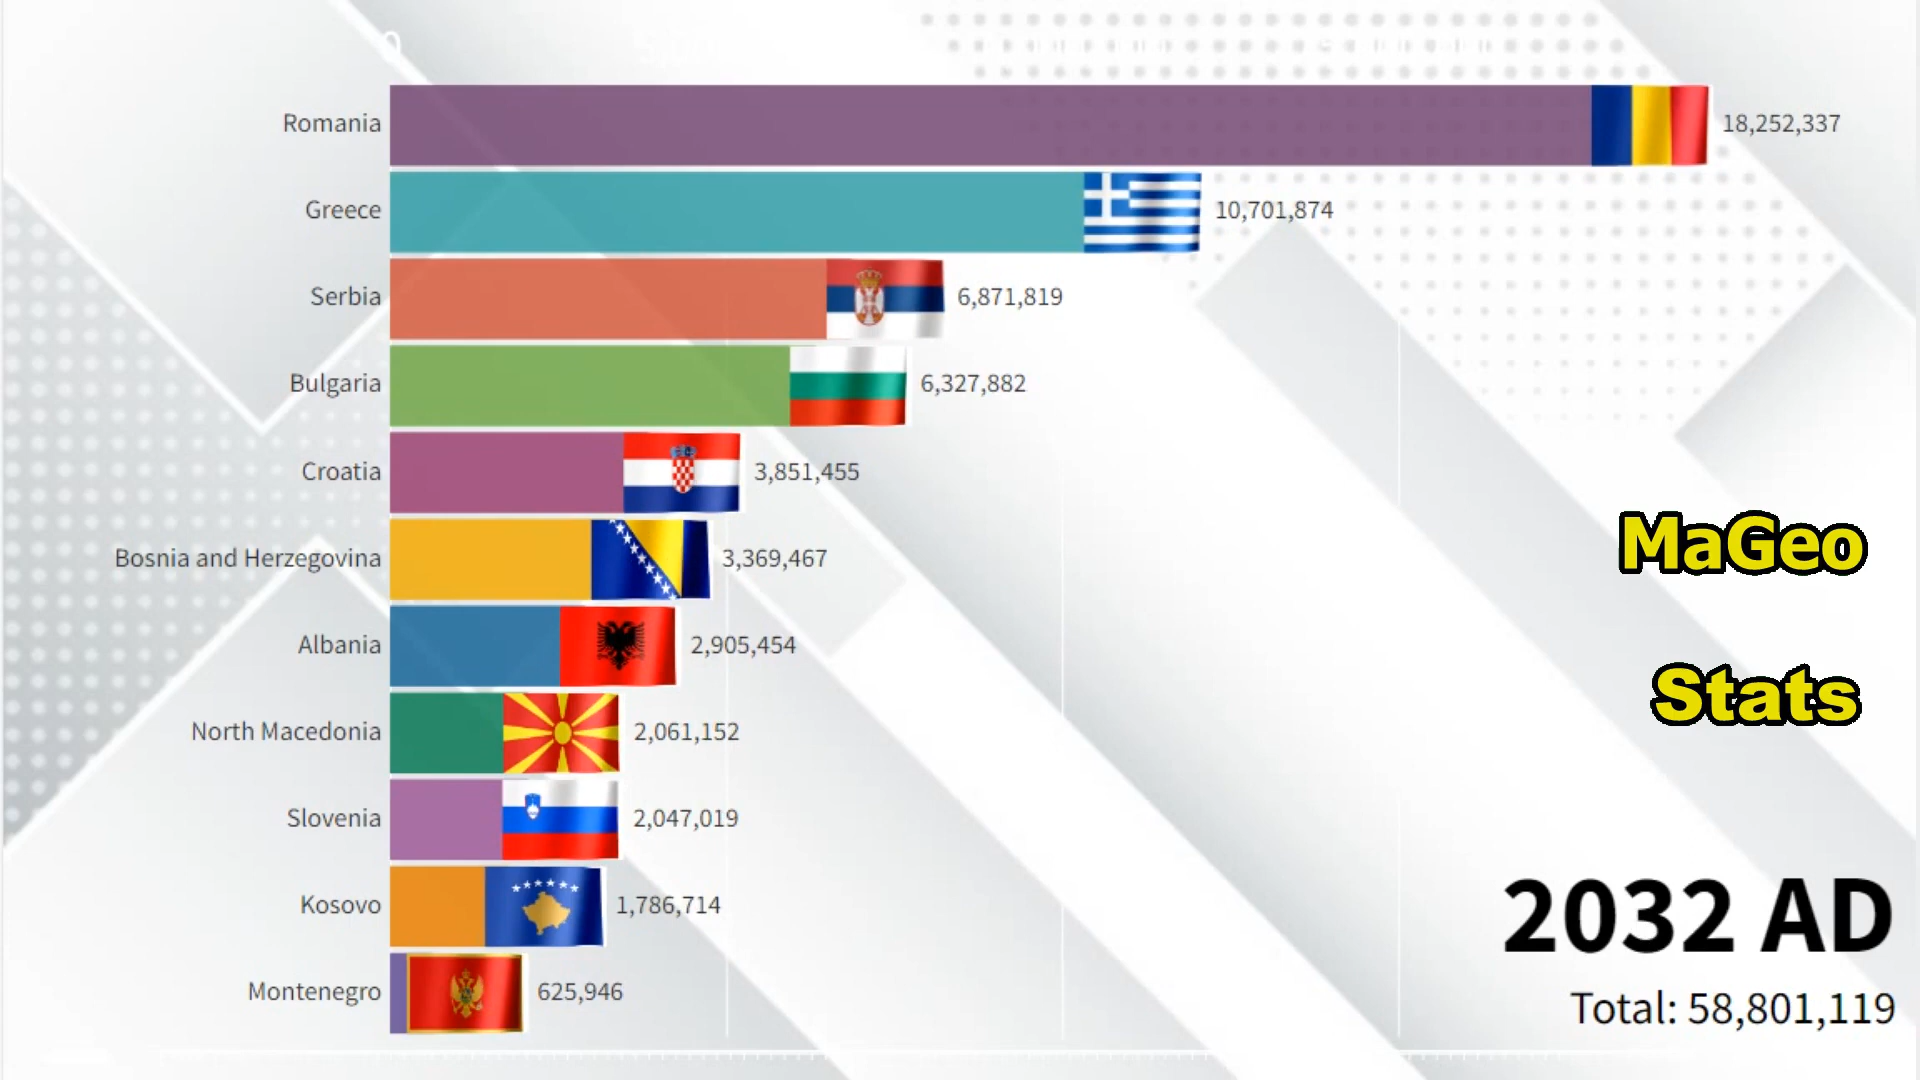 0
Romania 18,252,337
Greece 10,701,874
Serbia 6,871,819
Bulgaria 6,327,882
Croatia 3,851,455
Bosnia and Herzegovina 3,369,467
Albania 2,905,454
North Macedonia 2,061,152
Slovenia 2,047,019
Kosovo 1,786,714
Montenegro 625,946
MaGeo
Stats
2032 AD
Total: 58,801,119